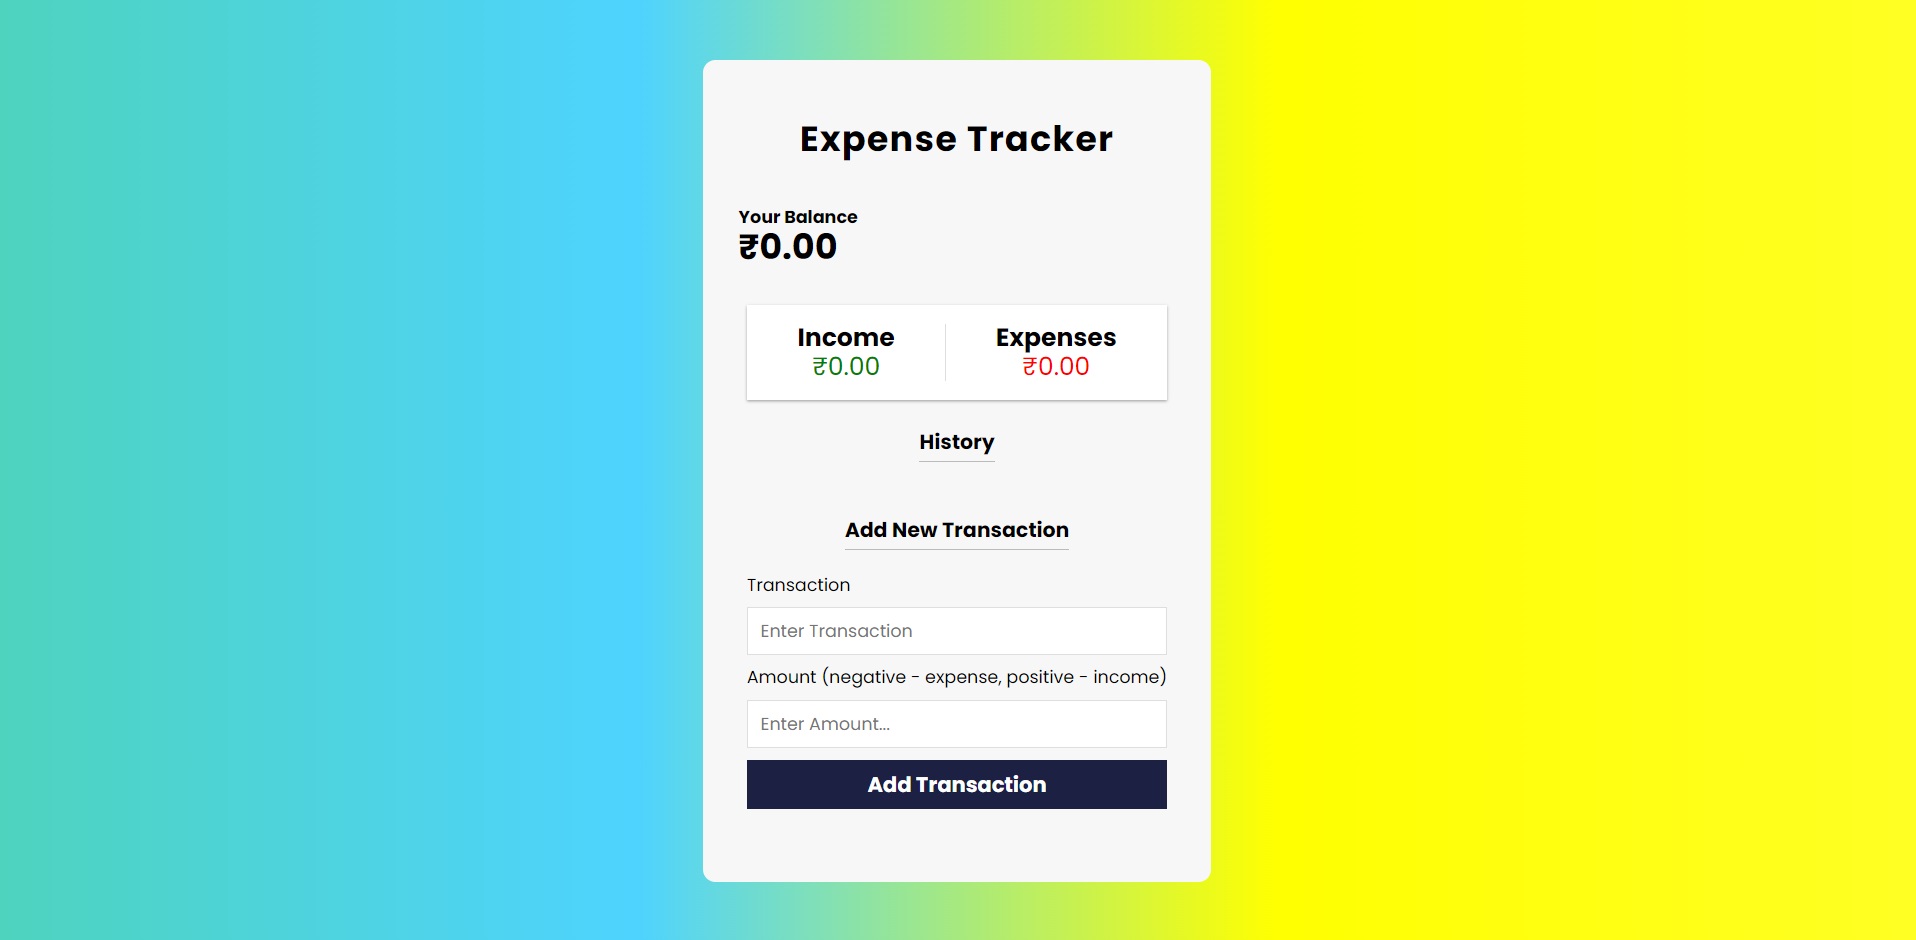 Expense Tracker
Your Balance
₹0.00
Income Expenses
₹0.00 ₹0.00
History
Add New Transaction
Transaction
Enter Transaction
Amount (negative - expense, positive - income)
Enter Amount...
Add Transaction